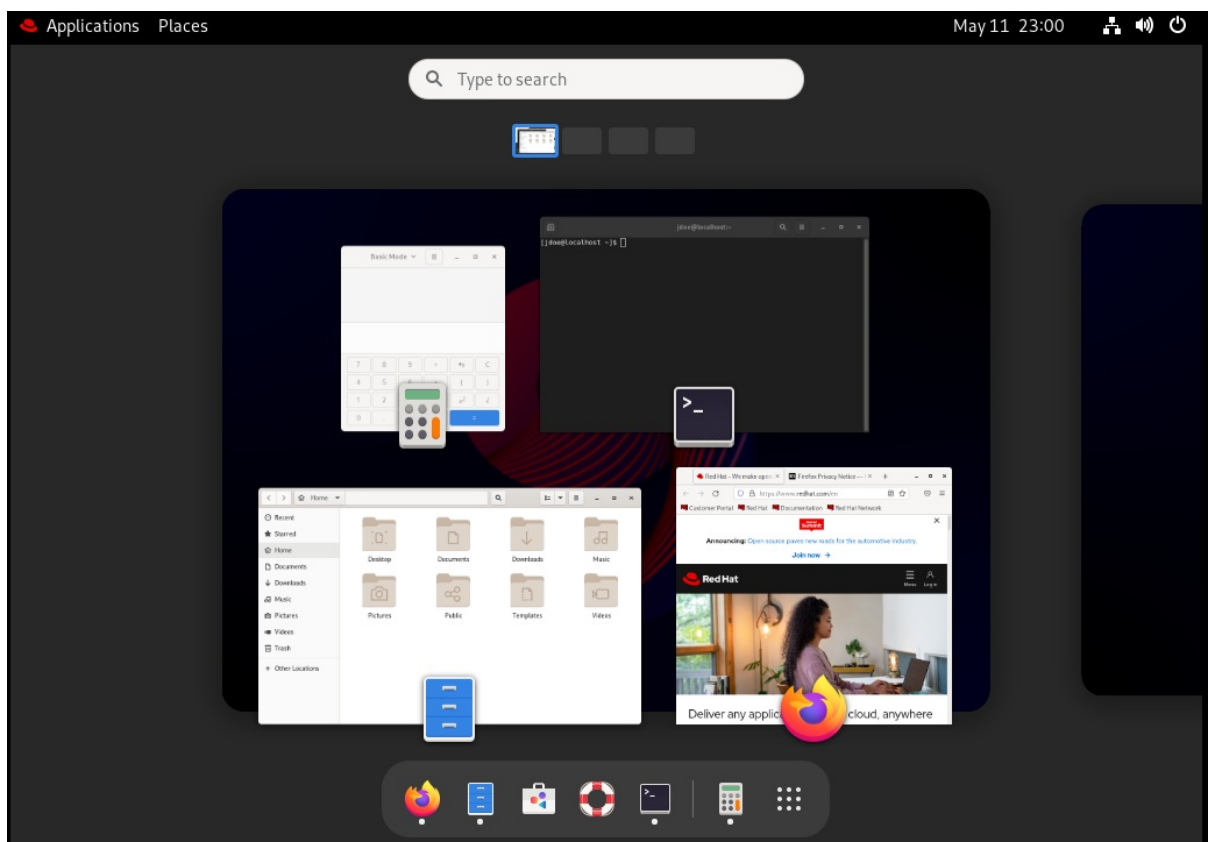 Applications Places May 11 23:00
Type to search
jdoe@localhost:~
[jdoe@localhost ~]$
Basic Mode
7 8 9 ÷ C
4 5 6 ( )
1 2
0 . =
Home
Recent
Starred
Home
Documents
Downloads
Music
Pictures
Videos
Trash
+ Other Locations
Desktop Documents Downloads Music
Pictures Public Templates Videos
Red Hat - We make open Firefox Privacy Notice —
https://www.redhat.com/en
Customer Portal Red Hat Documentation Red Hat Network
Summit
Announcing: Open source paves new roads for the automotive industry.
Join now →
Red Hat
Menu Log in
Deliver any applic cloud, anywhere
>_
>_